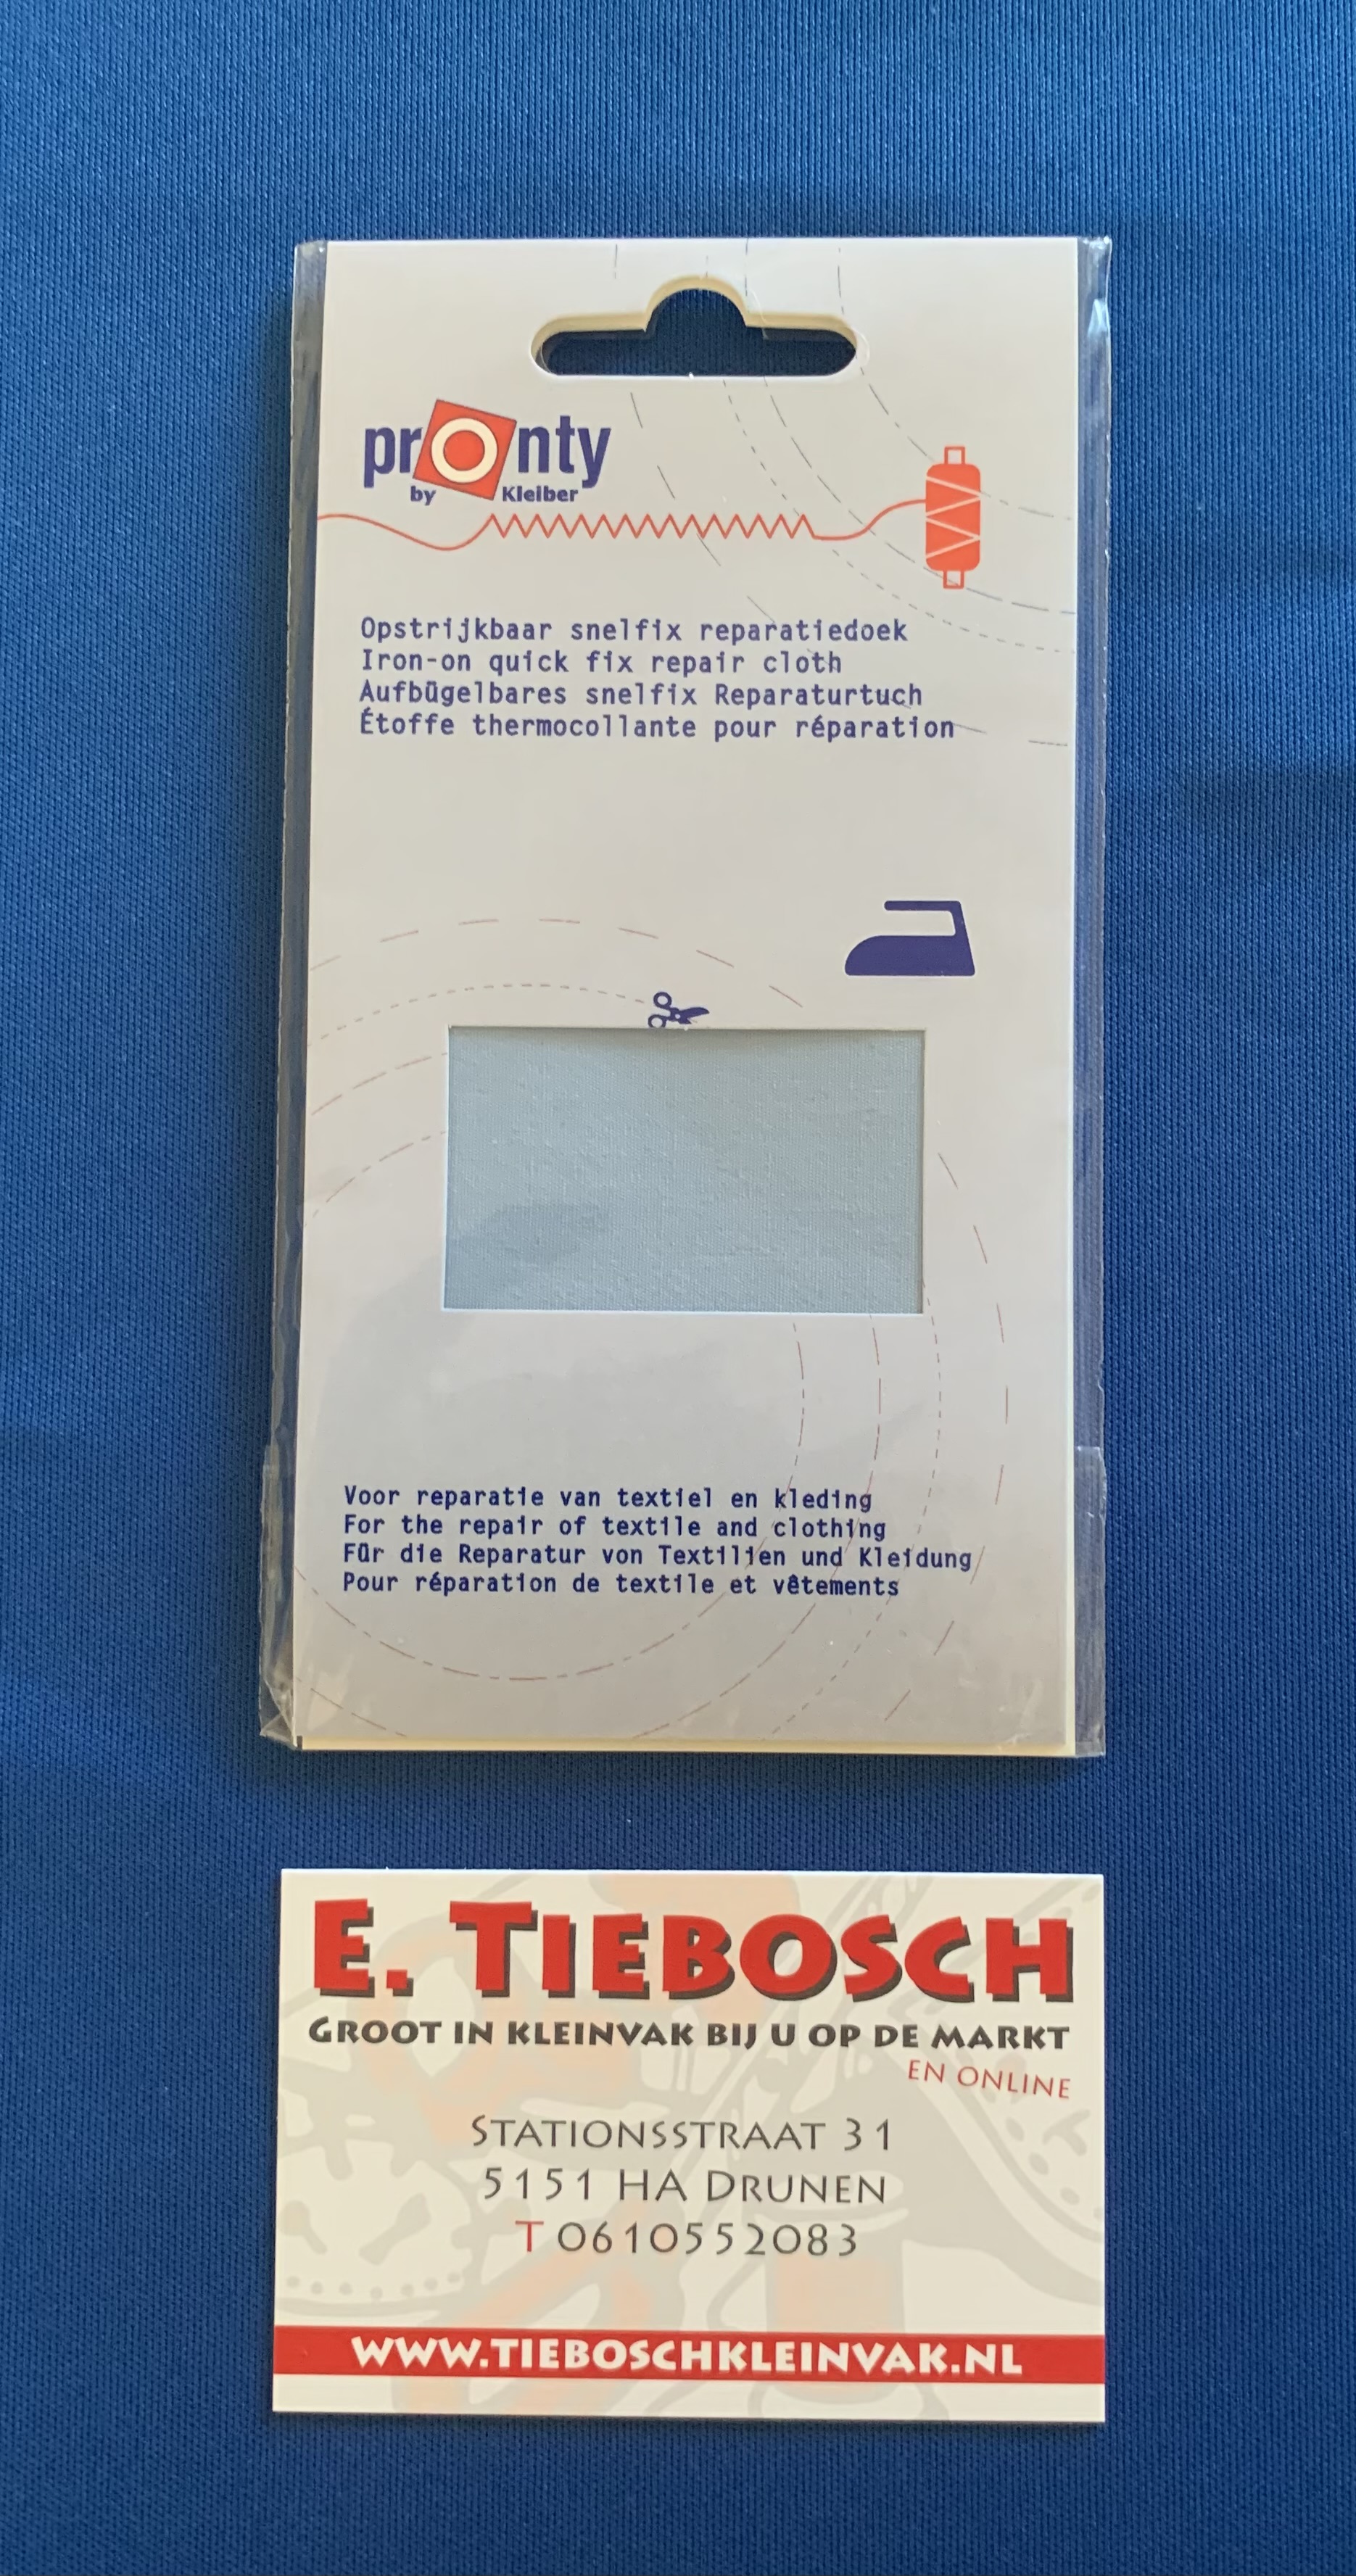 pronty
by Kleiber
Opstrijkbaar snelfix reparatiedoek
Iron-on quick fix repair cloth
Aufbügelbares snelfix Reparaturtuch
Étoffe thermocollante pour réparation
Voor reparatie van textiel en kleding
For the repair of textile and clothing
Für die Reparatur von Textilien und Kleidung
Pour réparation de textile et vêtements
E. TIEBOSCH
GROOT IN KLEINVAK BIJ U OP DE MARKT
EN ONLINE
STATIONSSTRAAT 31
5151 HA DRUNEN
T 0610552083
WWW.TIEBOSCHKLEINVAK.NL